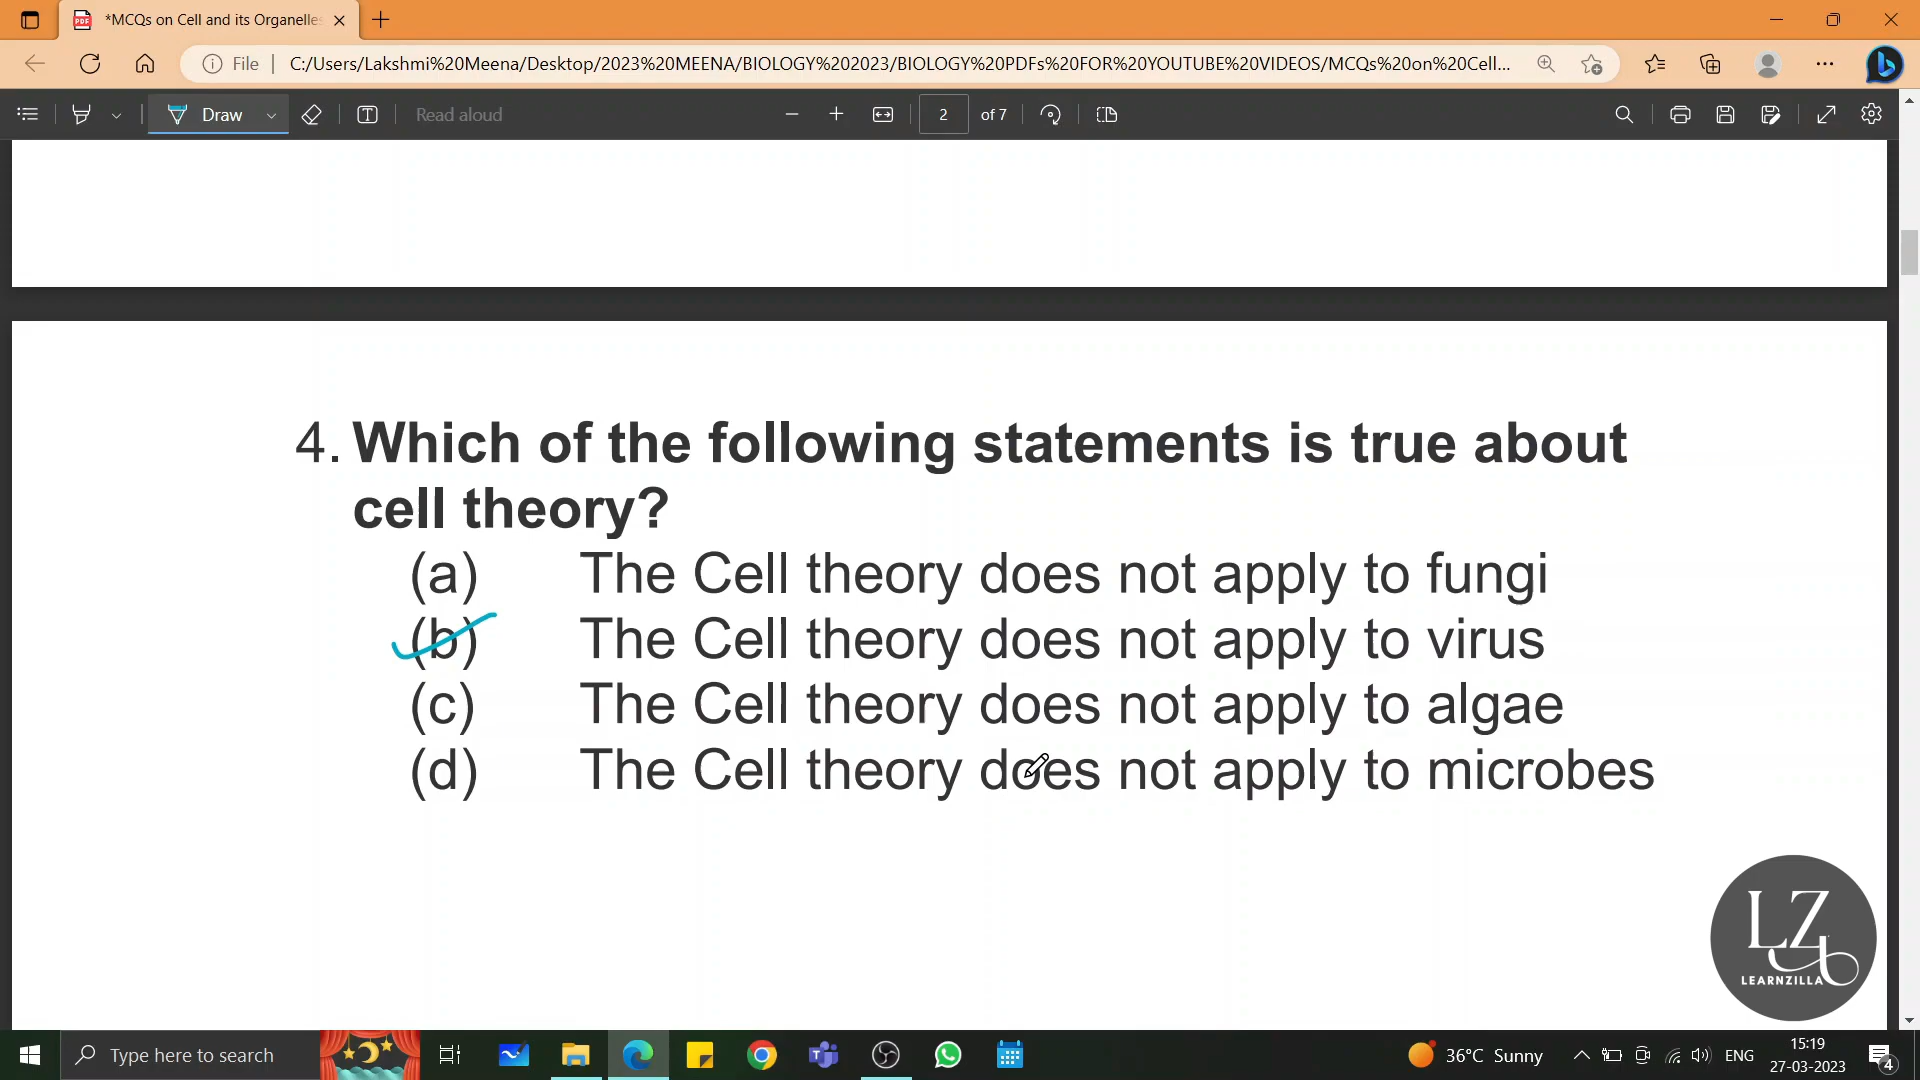 *MCQs on Cell and its Organelles
File
C:/Users/Lakshmi%20Meena/Desktop/2023%20MEENA/BIOLOGY%202023/BIOLOGY%20PDFs%20FOR%20YOUTUBE%20VIDEOS/MCQs%20on%20Cell...
Draw
Read aloud
2 of 7
4. Which of the following statements is true about
cell theory?
(a) The Cell theory does not apply to fungi
(b) The Cell theory does not apply to virus
(c) The Cell theory does not apply to algae
(d) The Cell theory does not apply to microbes
LZ
LEARNZILLA
Type here to search
36°C Sunny
ENG
15:19
27-03-2023
4